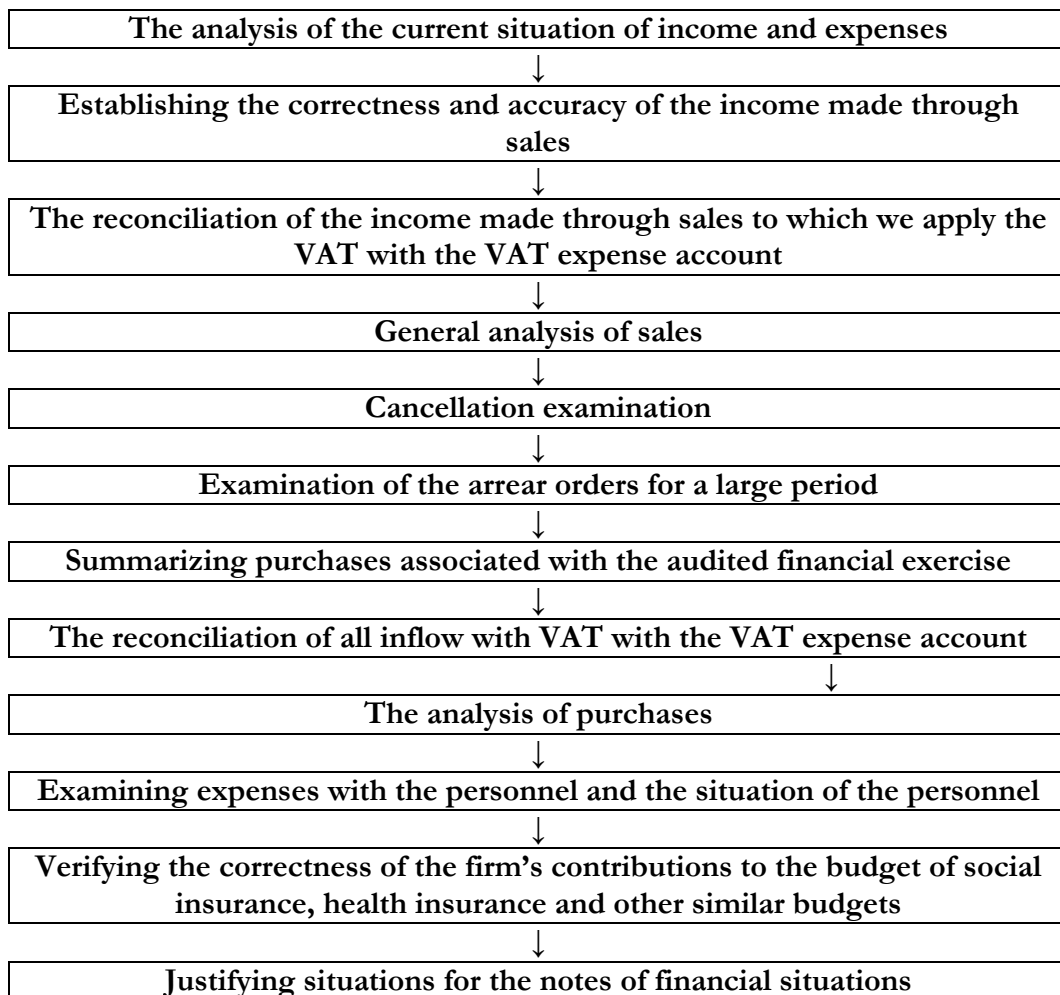 The analysis of the current situation of income and expenses
↓
Establishing the correctness and accuracy of the income made through
sales
↓
The reconciliation of the income made through sales to which we apply the
VAT with the VAT expense account
↓
General analysis of sales
↓
Cancellation examination
↓
Examination of the arrear orders for a large period
↓
Summarizing purchases associated with the audited financial exercise
↓
The reconciliation of all inflow with VAT with the VAT expense account
↓
The analysis of purchases
↓
Examining expenses with the personnel and the situation of the personnel
↓
Verifying the correctness of the firm’s contributions to the budget of social
insurance, health insurance and other similar budgets
↓
Justifying situations for the notes of financial situations